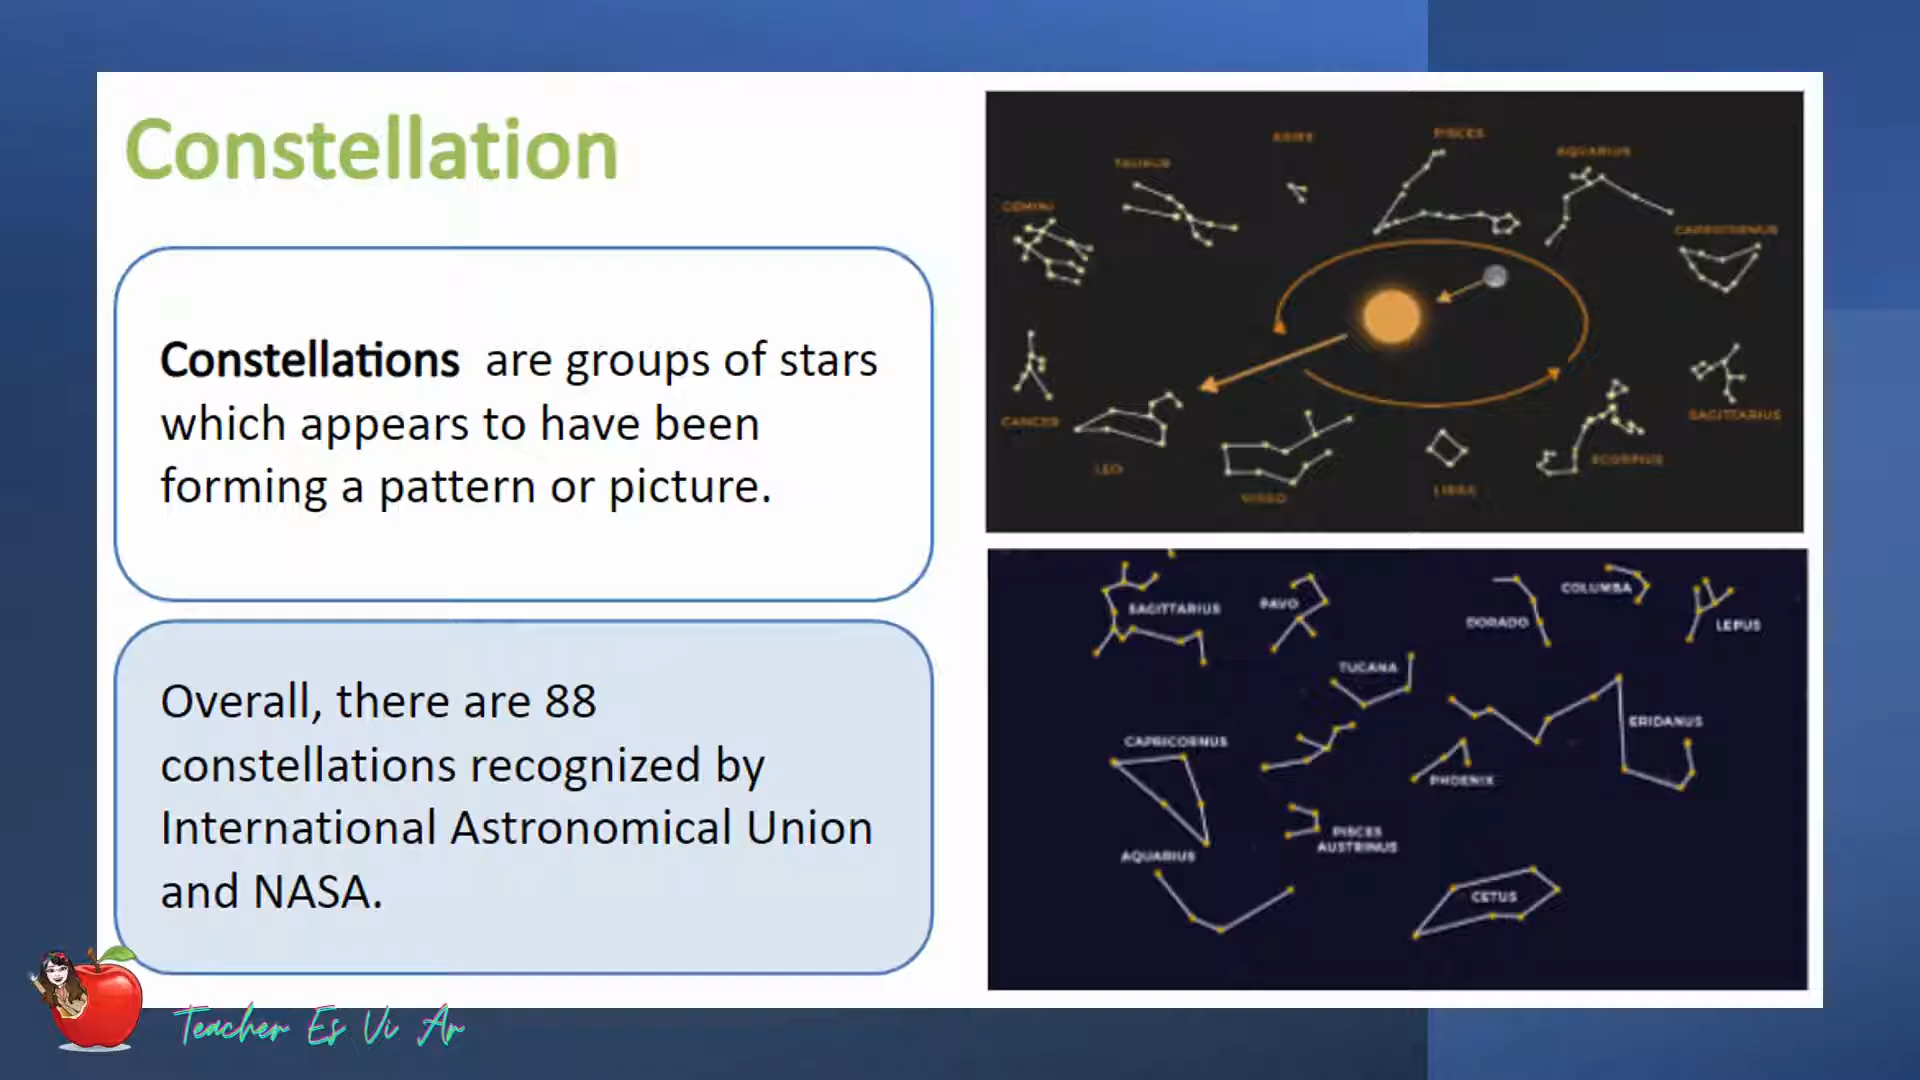 Constellation
Constellations are groups of stars
which appears to have been
forming a pattern or picture.
Overall, there are 88
constellations recognized by
International Astronomical Union
and NASA.
PISCES
AQUARIUS
TAURUS
GEMINI
CAPRICORNUS
CANCER
SAGITTARIUS
LEO
SCORPIUS
VIRGO
LIBRA
SAGITTARIUS
PAVO
COLUMBA
DORADO
LEPUS
TUCANA
ERIDANUS
CAPRICORNUS
PHOENIX
PISCES
AUSTRINUS
AQUARIUS
CETUS
Teacher Es Vi Ar